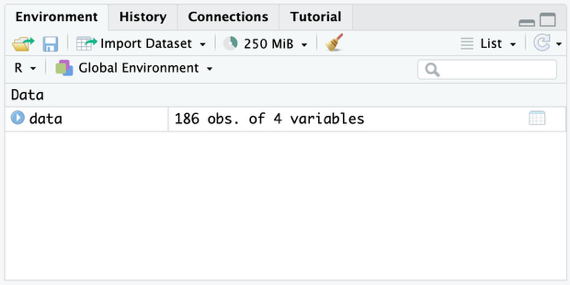 Environment History Connections Tutorial
Import Dataset 250 MiB List
R Global Environment
Data
data 186 obs. of 4 variables